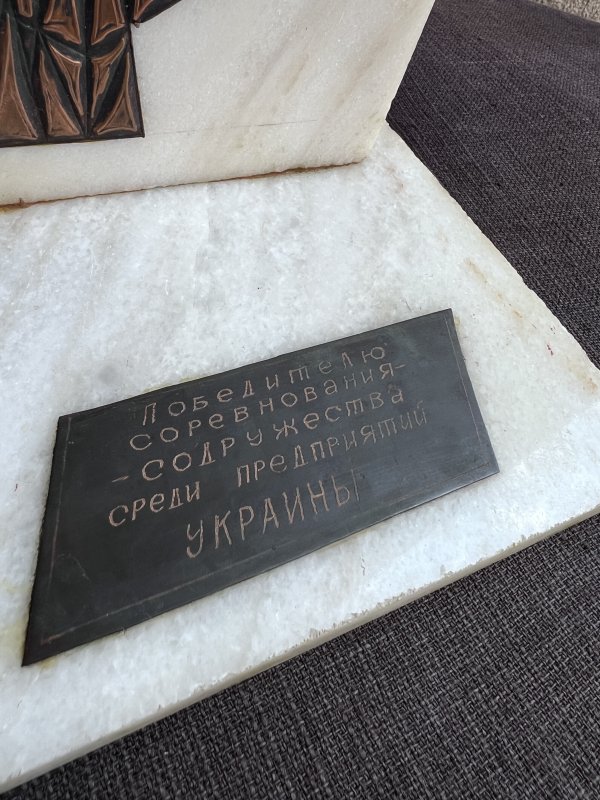 Победителю
соревнования-
-содружества
среди предприятий
УКРАИНЫ